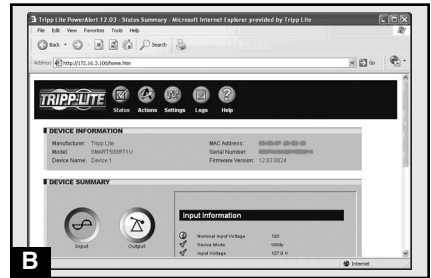 Tripp Lite PowerAlert 12.03 - Status Summary - Microsoft Internet Explorer provided by Tripp Lite
File Edit View Favorites Tools Help
Back Search
Address http://172.16.3.100/home.htm Go
TRIPP·LITE
Status Actions Settings Logs Help
DEVICE INFORMATION
Manufacturer: Tripp Lite MAC Address:
Model: SMART500RT1U Serial Number:
Device Name: Device 1 Firmware Version: 12.03.0024
DEVICE SUMMARY
Input Information
Input Output
Nominal Input Voltage 120
Device Mode Utility
Input Voltage 127.0 V
B
Internet